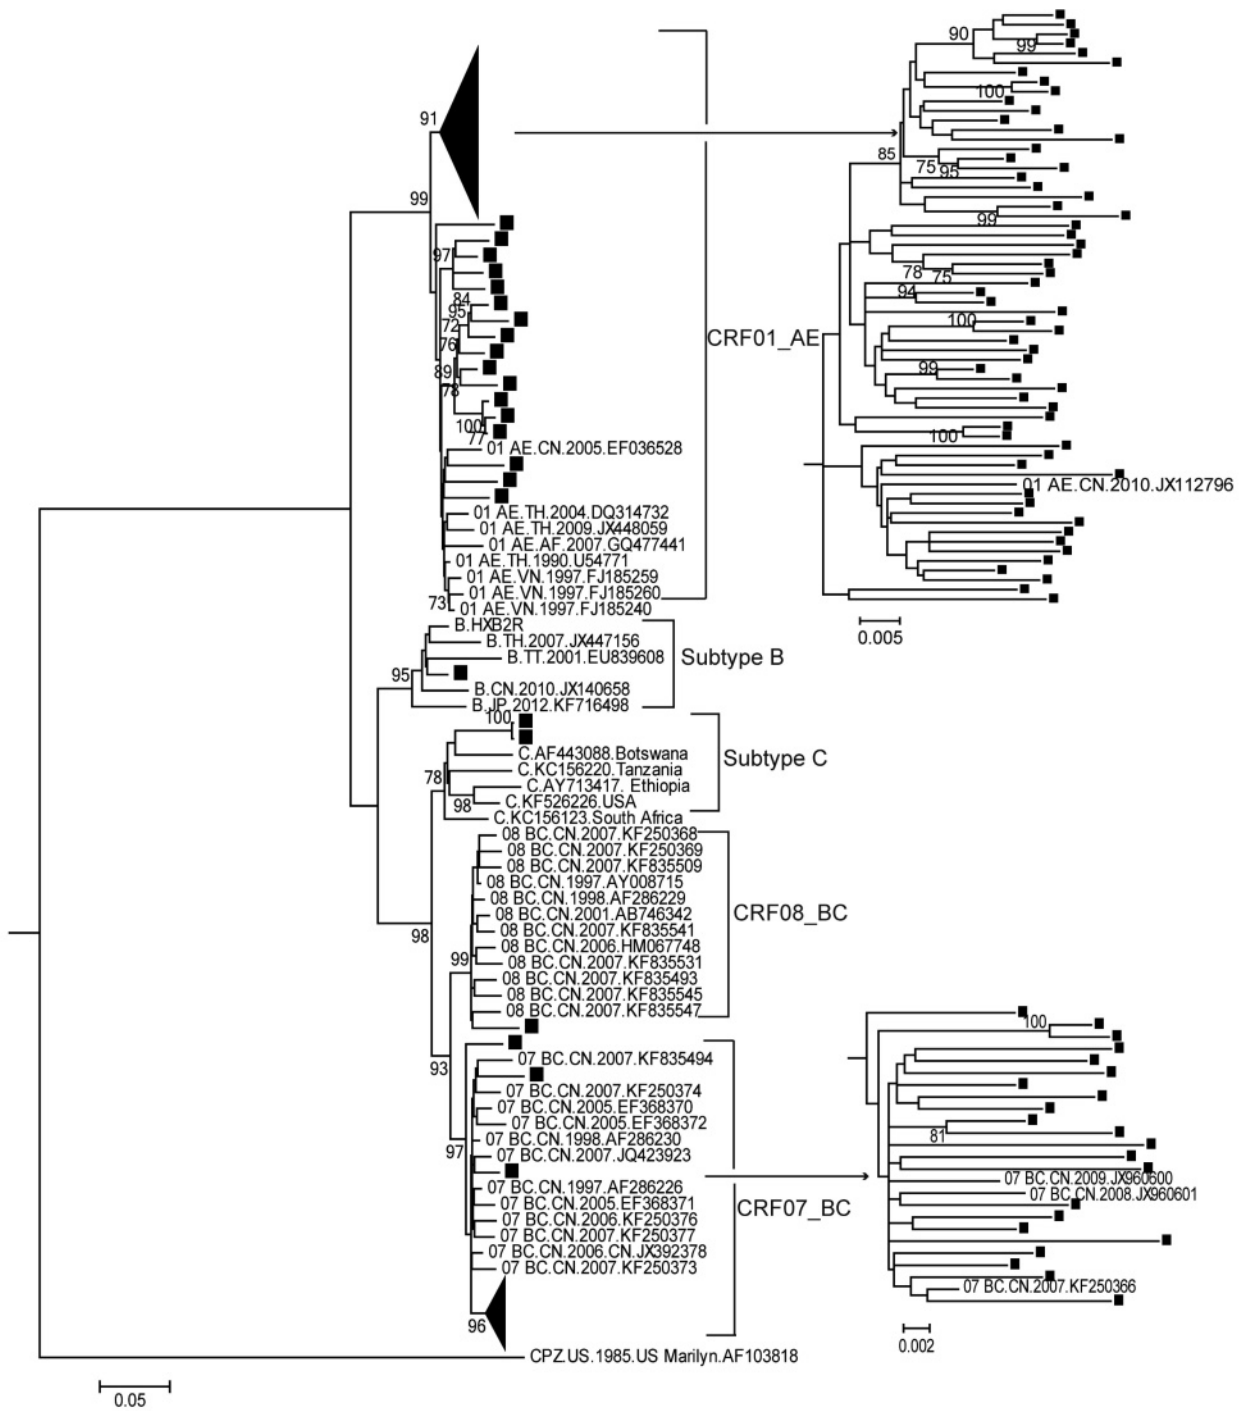 91
99
97
84
95
72
76
89
78
100
77
01 AE.CN.2005.EF036528
01 AE.TH.2004.DQ314732
01 AE.TH.2009.JX448059
01 AE.AF.2007.GQ477441
01 AE.TH.1990.U54771
01 AE.VN.1997.FJ185259
01 AE.VN.1997.FJ185260
73
01 AE.VN.1997.FJ185240
CRF01_AE
B.HXB2R
B.TH.2007.JX447156
B.TT.2001.EU839608
95
B.CN.2010.JX140658
B.JP.2012.KF716498
Subtype B
100
C.AF443088.Botswana
C.KC156220.Tanzania
78
C.AY713417. Ethiopia
98
C.KF526226.USA
C.KC156123.South Africa
Subtype C
08 BC.CN.2007.KF250368
08 BC.CN.2007.KF250369
08 BC.CN.2007.KF835509
08 BC.CN.1997.AY008715
08 BC.CN.1998.AF286229
08 BC.CN.2001.AB746342
08 BC.CN.2007.KF835541
98
08 BC.CN.2006.HM067748
99
08 BC.CN.2007.KF835531
08 BC.CN.2007.KF835493
08 BC.CN.2007.KF835545
08 BC.CN.2007.KF835547
CRF08_BC
93
07 BC.CN.2007.KF835494
07 BC.CN.2007.KF250374
07 BC.CN.2005.EF368370
07 BC.CN.2005.EF368372
07 BC.CN.1998.AF286230
97
07 BC.CN.2007.JQ423923
07 BC.CN.1997.AF286226
07 BC.CN.2005.EF368371
07 BC.CN.2006.KF250376
07 BC.CN.2007.KF250377
07 BC.CN.2006.CN.JX392378
07 BC.CN.2007.KF250373
CRF07_BC
96
CPZ.US.1985.US Marilyn.AF103818
0.05
90
99
100
85
75
95
99
78
75
94
100
99
100
01 AE.CN.2010.JX112796
0.005
100
81
07 BC.CN.2009.JX960600
07 BC.CN.2008.JX960601
07 BC.CN.2007.KF250366
0.002